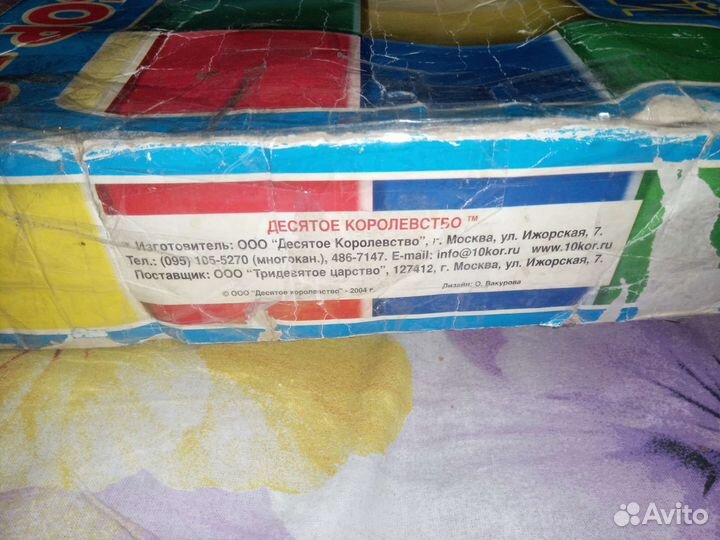 ДЕСЯТОЕ КОРОЛЕВСТВО ™
Изготовитель: ООО "Десятое Королевство", г. Москва, ул. Ижорская, 7.
Тел.: (095) 105-5270 (многокан.), 486-7147. E-mail: info@10kor.ru www.10kor.ru
Поставщик: ООО "Тридевятое царство", 127412, г. Москва, ул. Ижорская, 7.
© ООО "Десятое королевство" - 2004 г. Дизайн: О. Вакурова
Avito